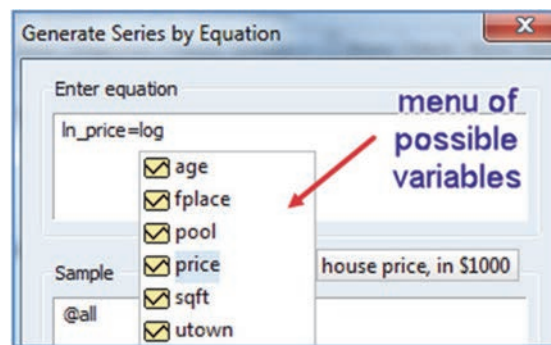 Generate Series by Equation
X
Enter equation
ln_price=log
menu of
possible
variables
age
fplace
pool
price
house price, in $1000
sqft
utown
Sample
@all